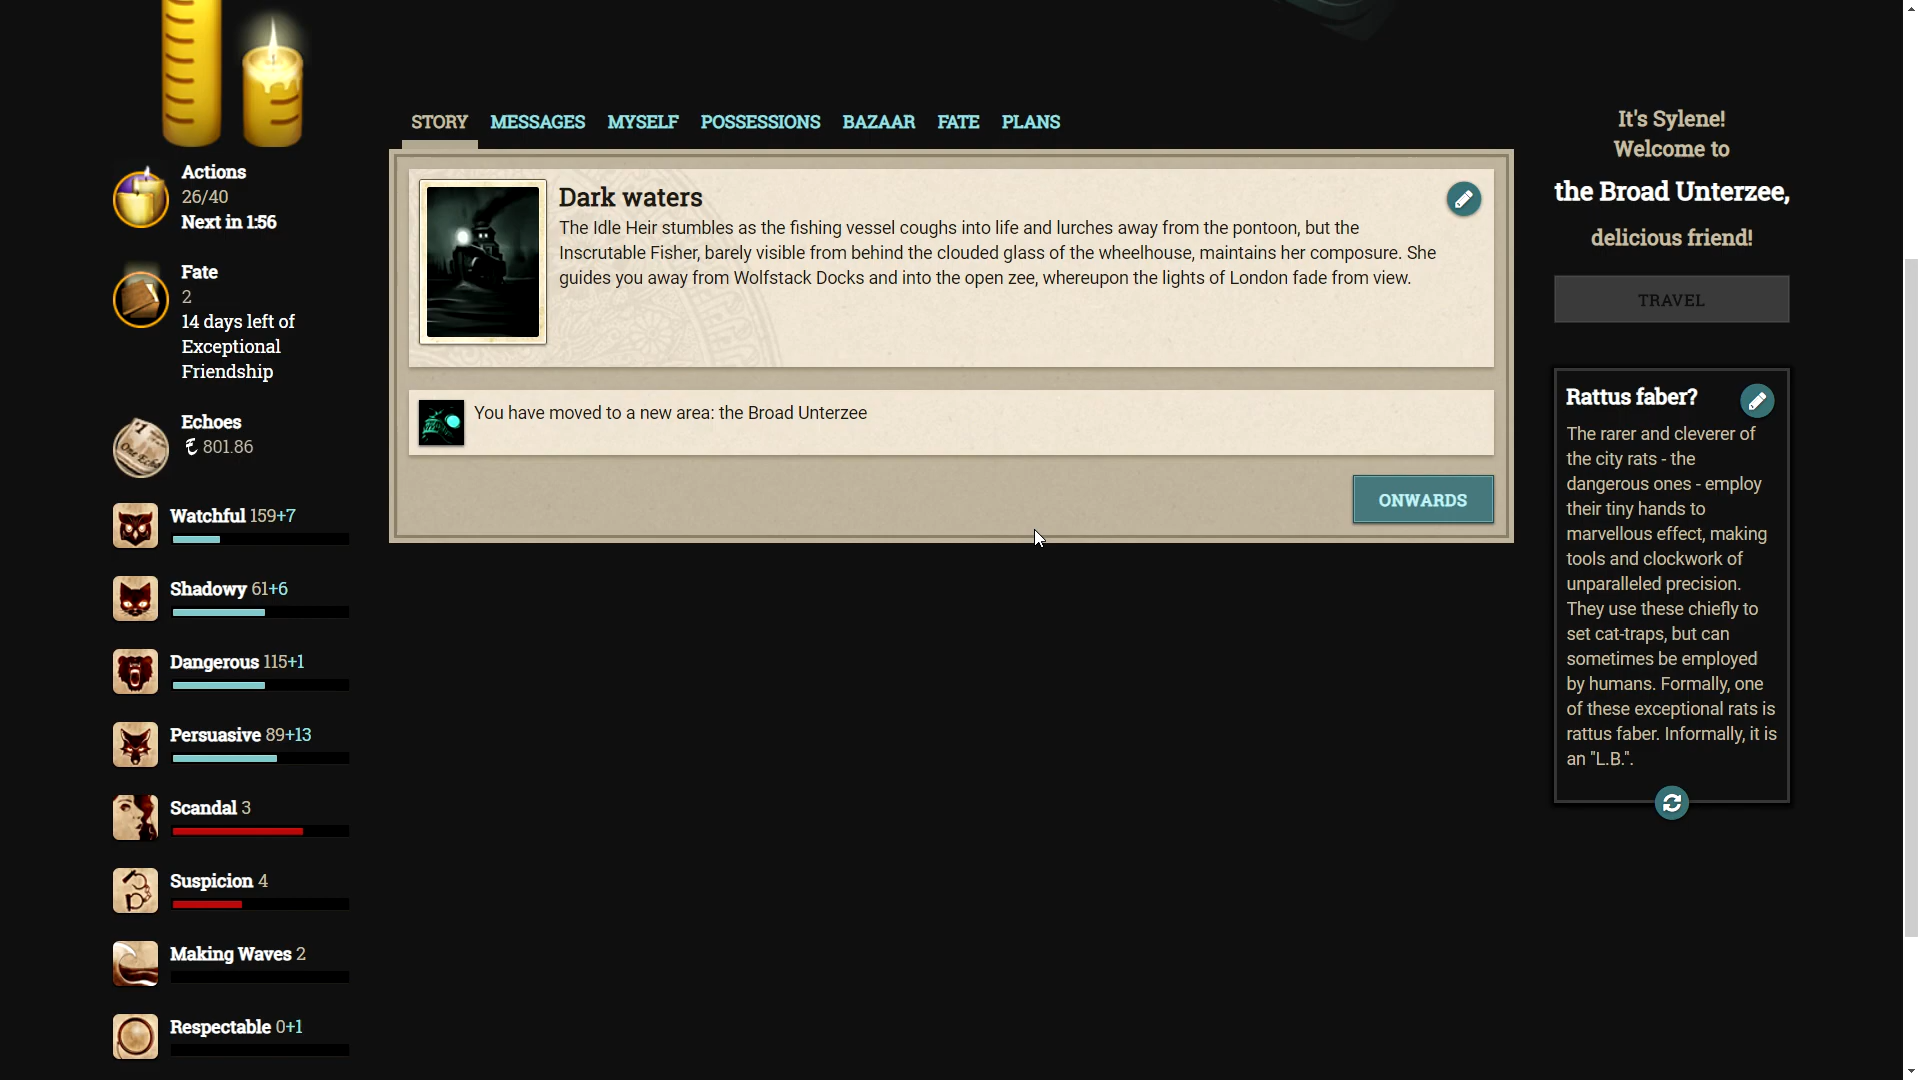 STORY MESSAGES MYSELF POSSESSIONS BAZAAR FATE PLANS
Actions
26/40
Next in 1:56
Fate
2
14 days left of
Exceptional
Friendship
Echoes
801.86
Watchful 159+7
Shadowy 61+6
Dangerous 115+1
Persuasive 89+13
Scandal 3
Suspicion 4
Making Waves 2
Respectable 0+1
Dark waters
The Idle Heir stumbles as the fishing vessel coughs into life and lurches away from the pontoon, but the
Inscrutable Fisher, barely visible from behind the clouded glass of the wheelhouse, maintains her composure. She
guides you away from Wolfstack Docks and into the open zee, whereupon the lights of London fade from view.
You have moved to a new area: the Broad Unterzee
ONWARDS
It's Sylene!
Welcome to
the Broad Unterzee,
delicious friend!
TRAVEL
Rattus faber?
The rarer and cleverer of
the city rats - the
dangerous ones - employ
their tiny hands to
marvellous effect, making
tools and clockwork of
unparalleled precision.
They use these chiefly to
set cat-traps, but can
sometimes be employed
by humans. Formally, one
of these exceptional rats is
rattus faber. Informally, it is
an "L.B.".